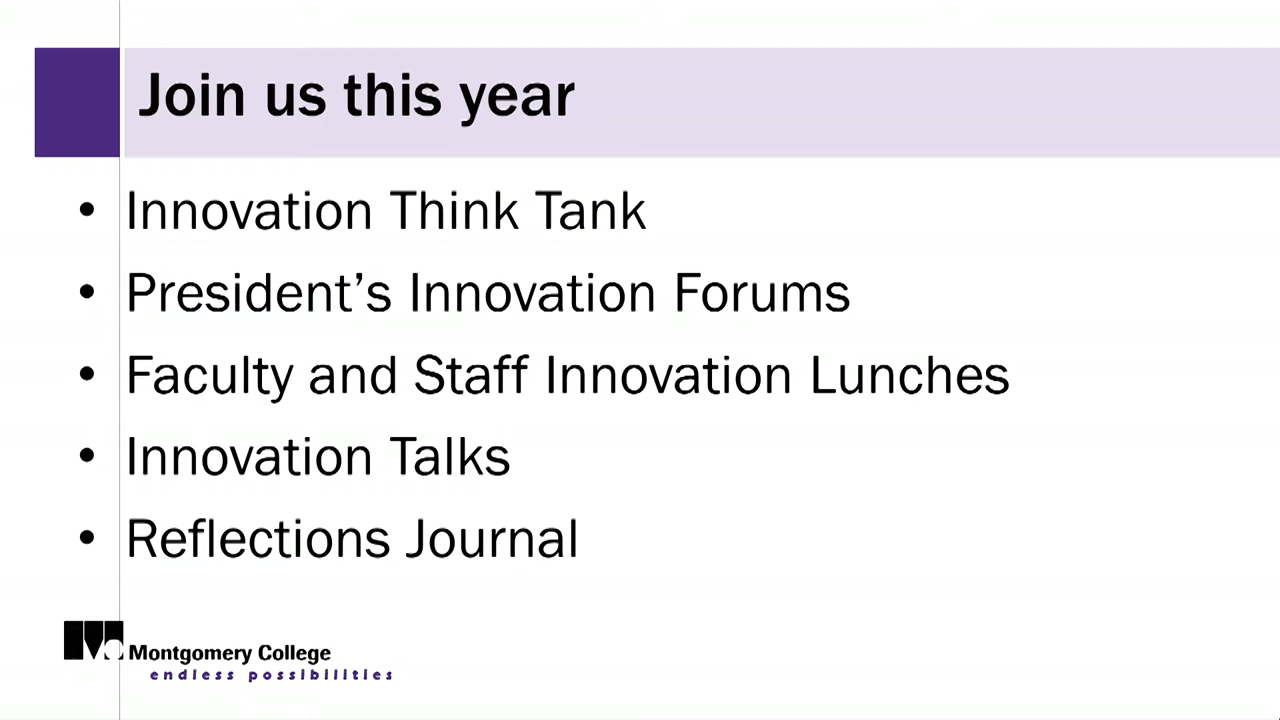 Join us this year
• Innovation Think Tank
• President’s Innovation Forums
• Faculty and Staff Innovation Lunches
• Innovation Talks
• Reflections Journal
Montgomery College
endless possibilities